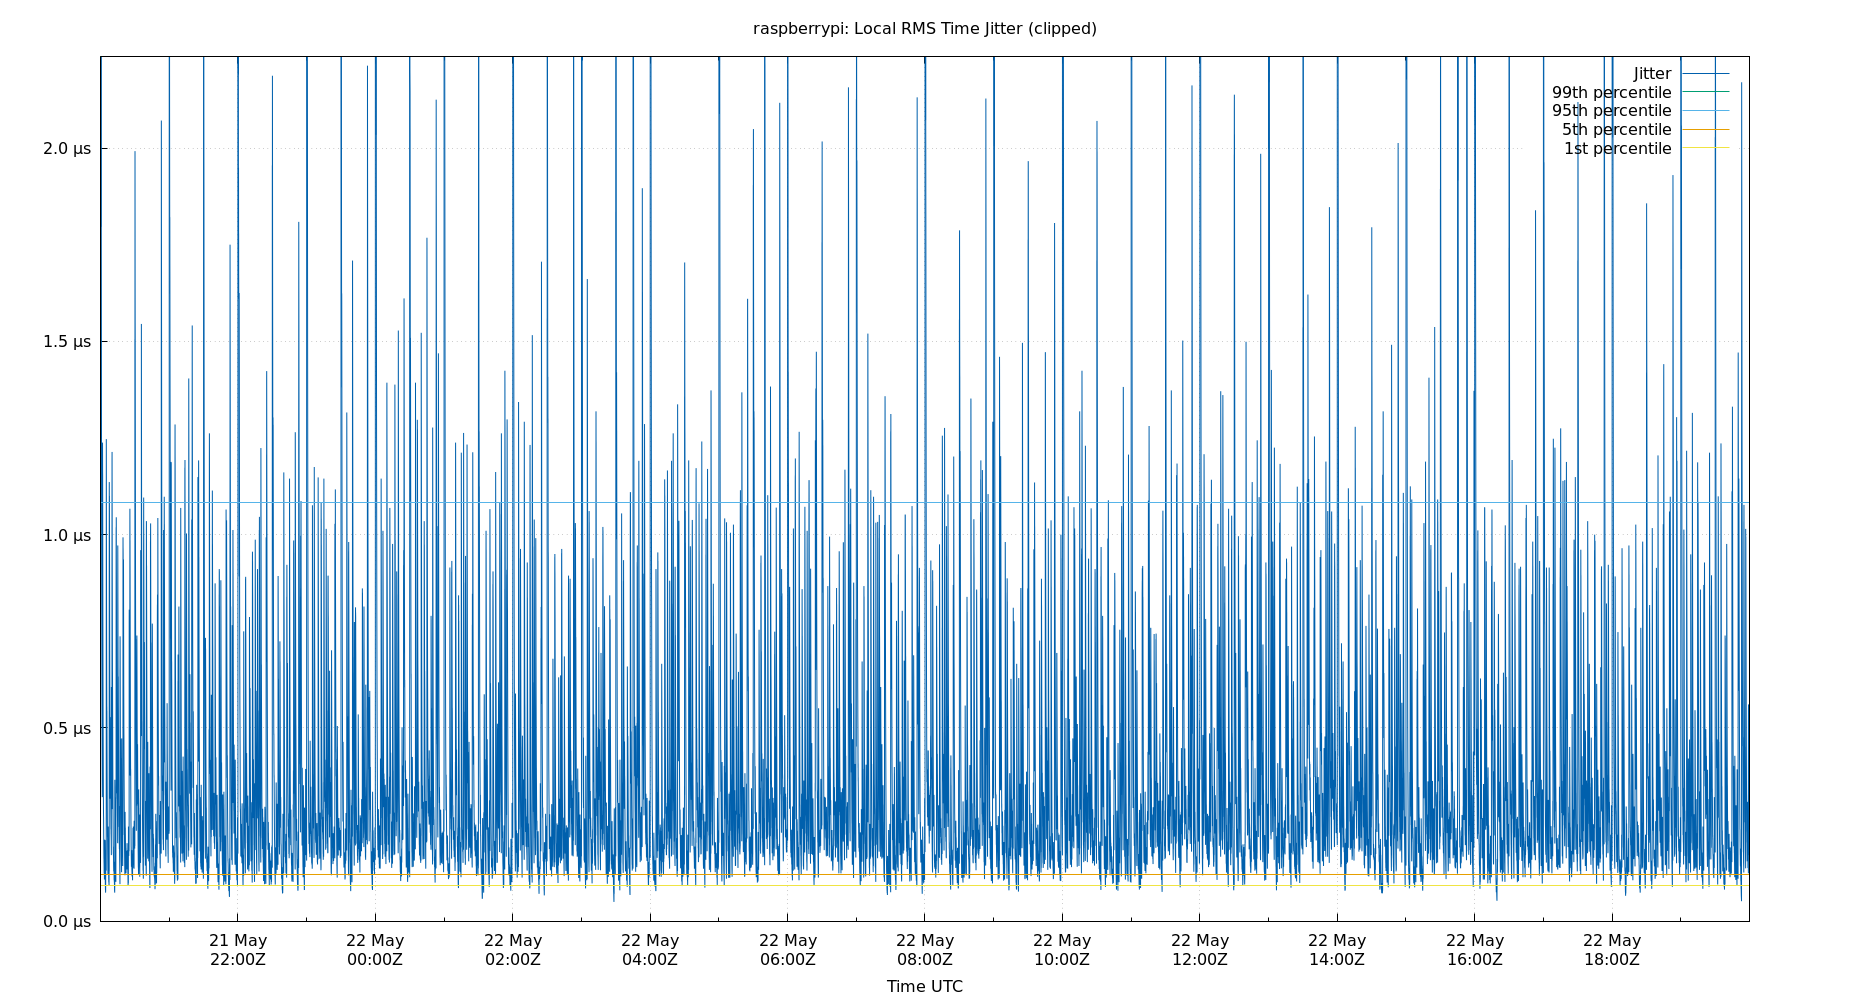 raspberrypi: Local RMS Time Jitter (clipped)
Jitter
99th percentile
95th percentile
5th percentile
1st percentile
2.0 µs
1.5 µs
1.0 µs
0.5 µs
0.0 µs
21 May 22 May 22 May 22 May 22 May 22 May 22 May 22 May 22 May 22 May 22 May
22:00Z 00:00Z 02:00Z 04:00Z 06:00Z 08:00Z 10:00Z 12:00Z 14:00Z 16:00Z 18:00Z
Time UTC